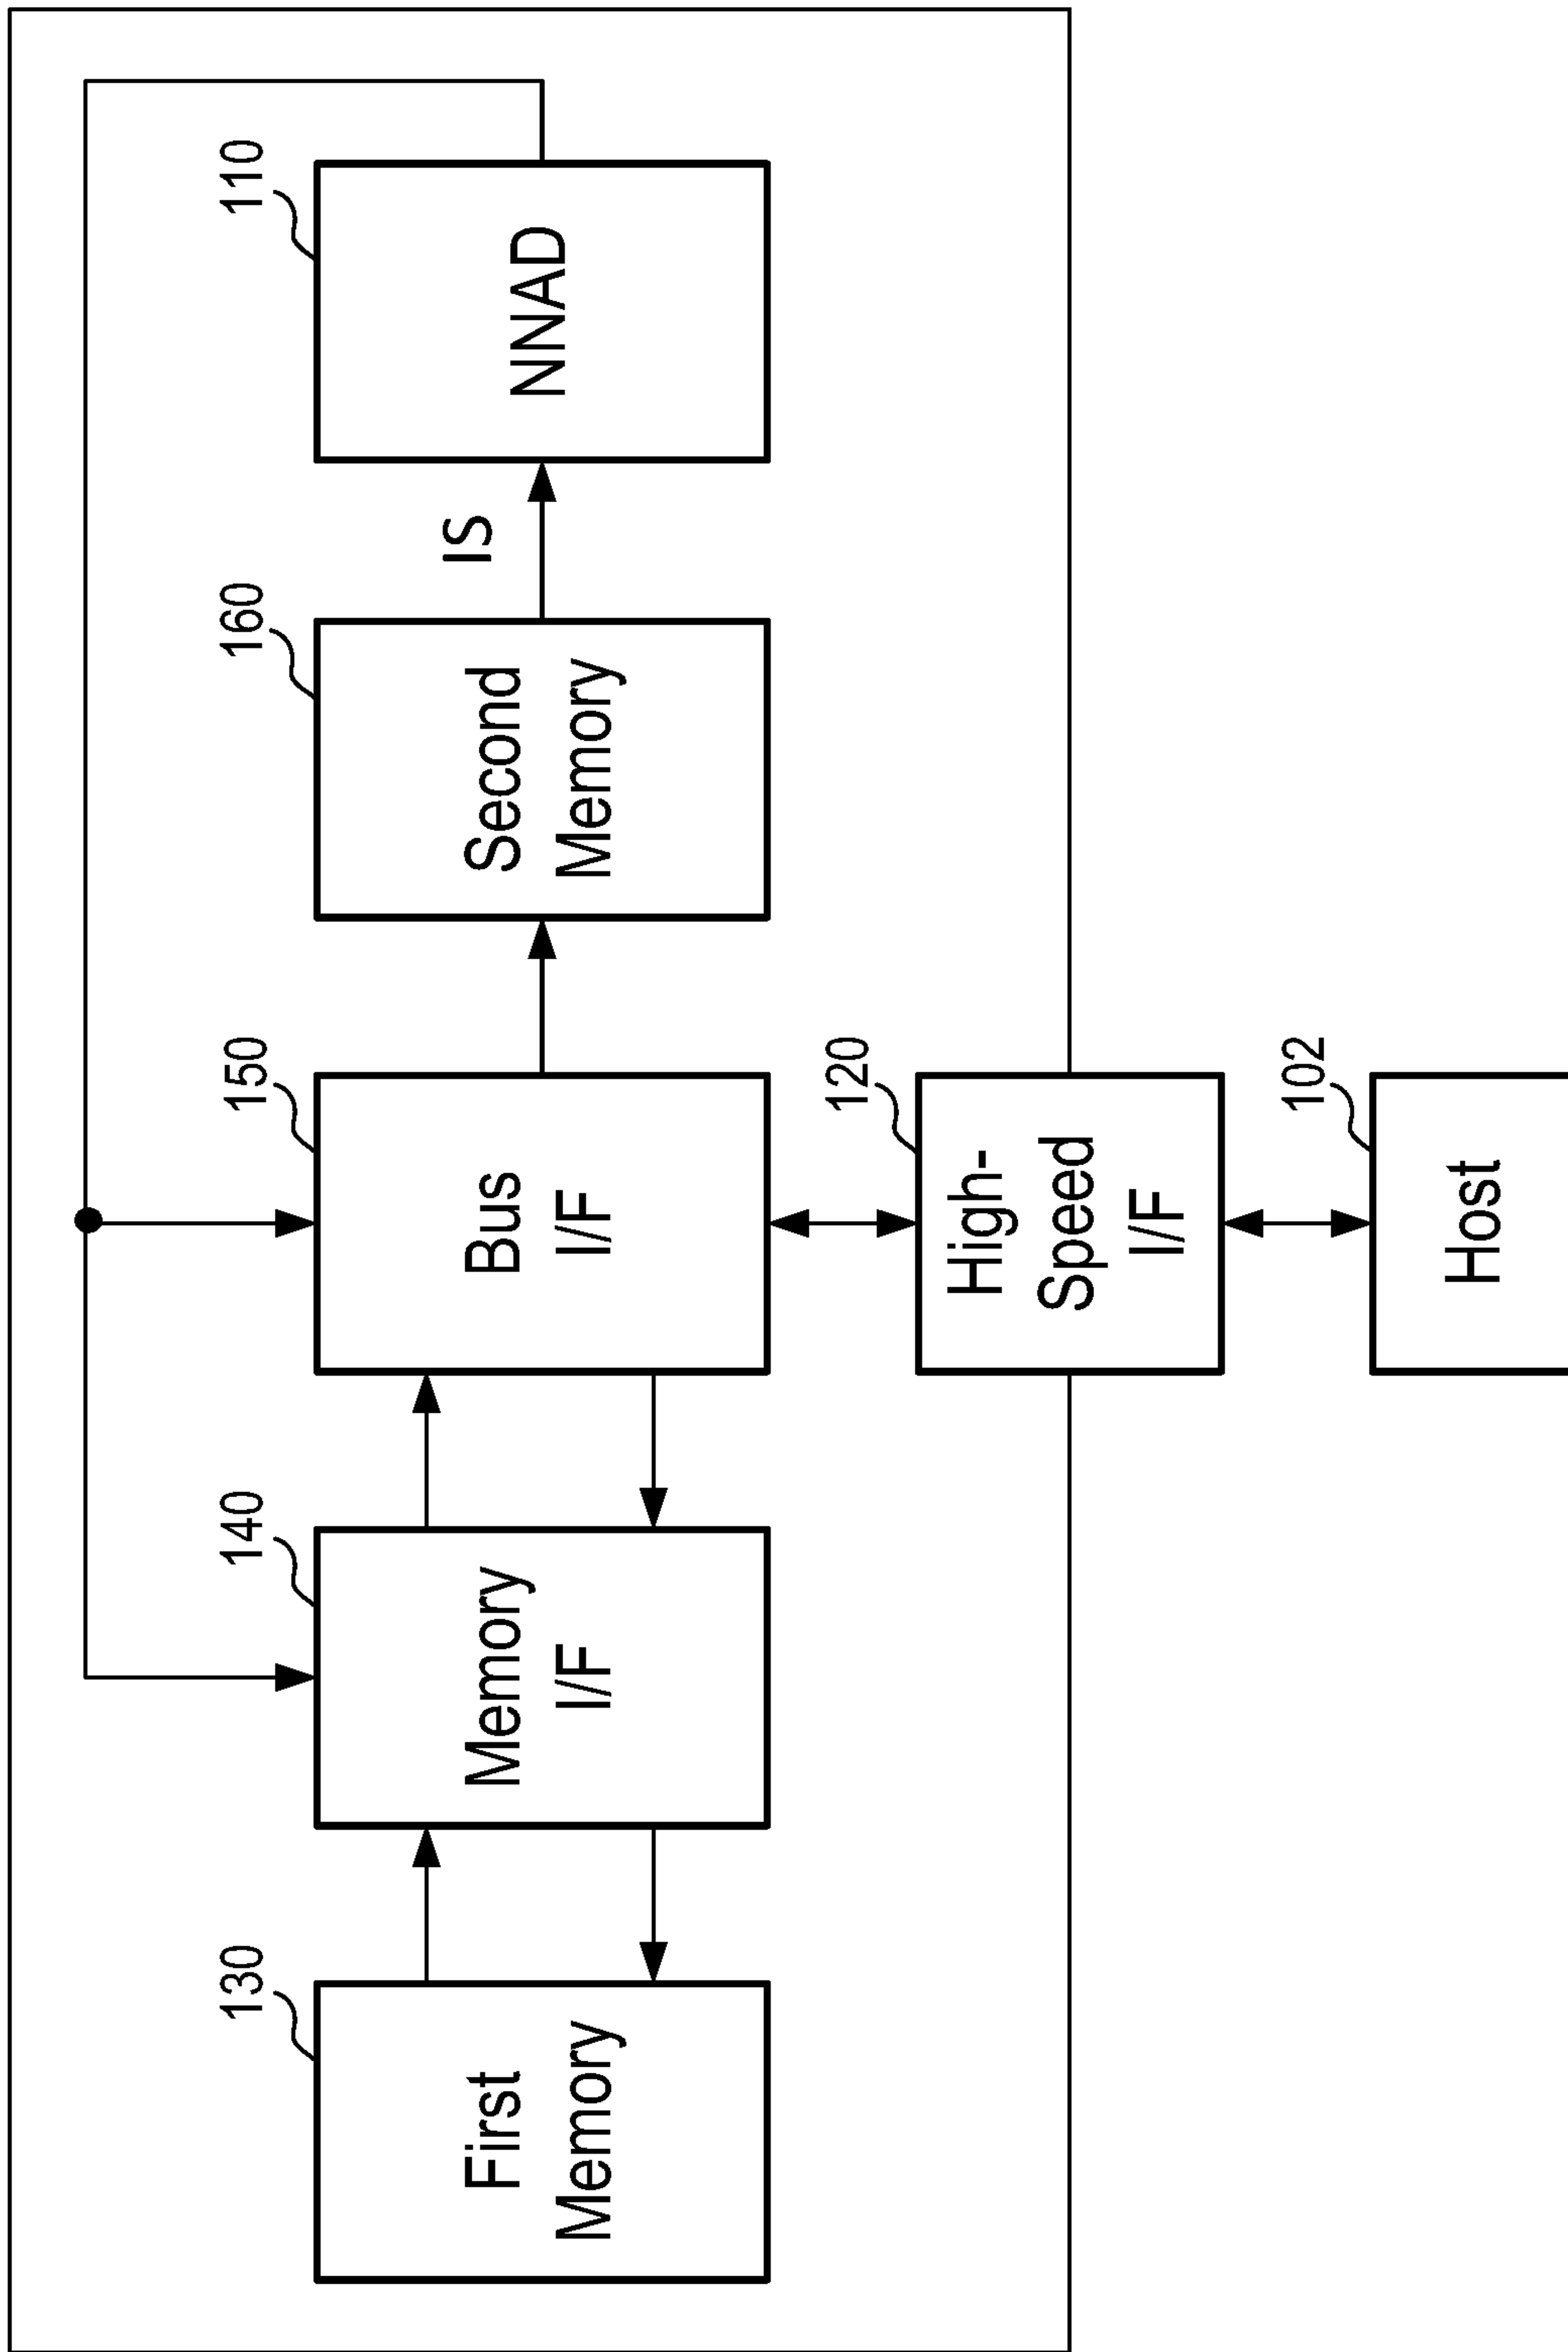 130
140
150
160
110
First
Memory
Memory
I/F
Bus
I/F
Second
Memory
IS
NNAD
120
High-
Speed
I/F
102
Host